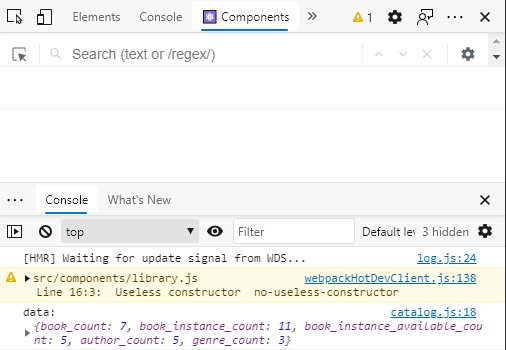 Elements Console Components » 1
Search (text or /regex/)
Console What's New
top Filter Default lev 3 hidden
[HMR] Waiting for update signal from WDS... log.js:24
src/components/library.js webpackHotDevClient.js:138
Line 16:3: Useless constructor no-useless-constructor
data: catalog.js:18
{book_count: 7, book_instance_count: 11, book_instance_available_co
unt: 5, author_count: 5, genre_count: 3}